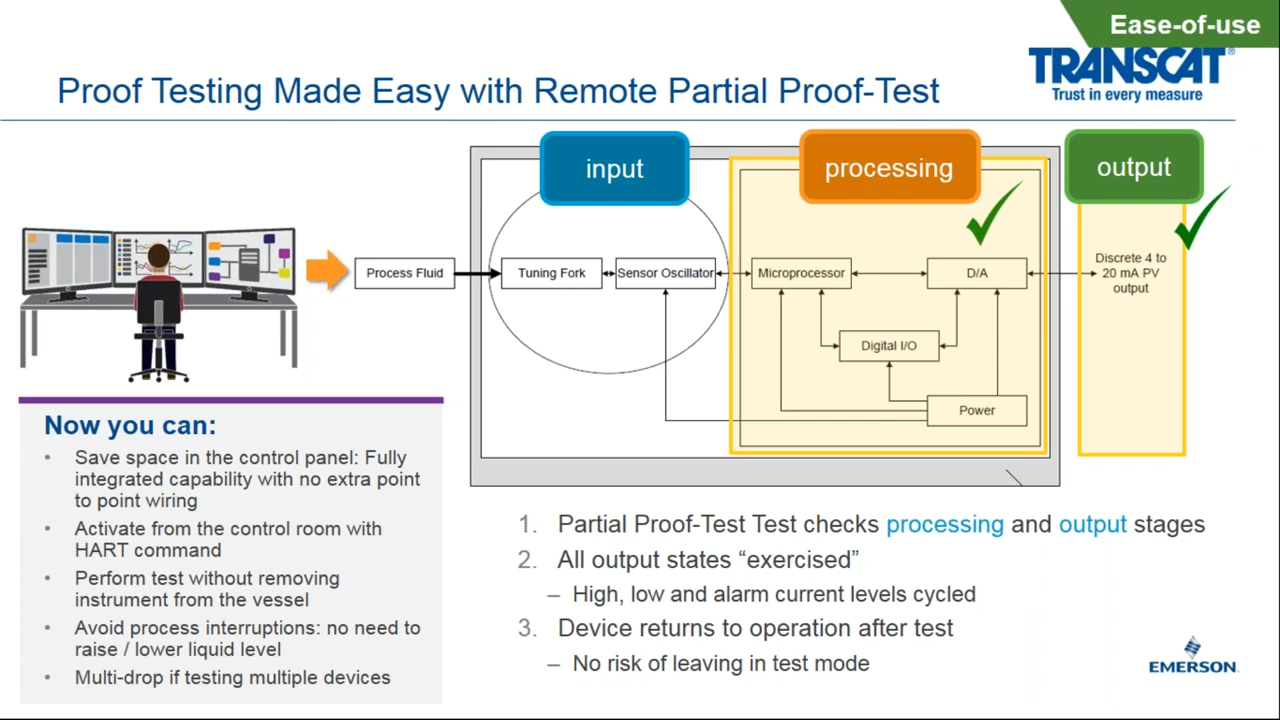 Ease-of-use
TRANSCAT®
Trust in every measure
Proof Testing Made Easy with Remote Partial Proof-Test
input
processing
output
Process Fluid
Tuning Fork
Sensor Oscillator
Microprocessor
D/A
Discrete 4 to
20 mA PV
output
Digital I/O
Power
Now you can:
• Save space in the control panel: Fully
integrated capability with no extra point
to point wiring
• Activate from the control room with
HART command
• Perform test without removing
instrument from the vessel
• Avoid process interruptions: no need to
raise / lower liquid level
• Multi-drop if testing multiple devices
1. Partial Proof-Test Test checks processing and output stages
2. All output states “exercised”
– High, low and alarm current levels cycled
3. Device returns to operation after test
– No risk of leaving in test mode
EMERSON